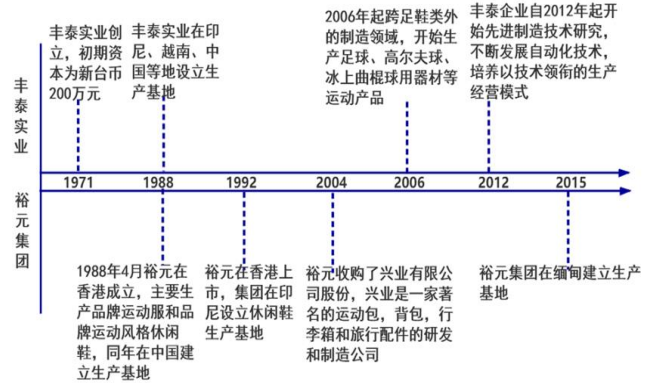 丰泰实业创
立，初期资
本为新台币
200万元
丰泰实业在印
尼、越南、中
国等地设立生
产基地
2006年起跨足鞋类外
的制造领域，开始生
产足球、高尔夫球、
冰上曲棍球用器材等
运动产品
丰泰企业自2012年起开
始先进制造技术研究，
不断发展自动化技术，
培养以技术领衔的生产
经营模式
丰泰实业
1971
1988
1992
2004
2006
2012
2015
裕元集团
1988年4月裕元在
香港成立，主要生
产品牌运动服和品
牌运动风格休闲
鞋，同年在中国建
立生产基地
裕元在香港上
市，集团在印
尼设立休闲鞋
生产基地
裕元收购了兴业有限公
司股份，兴业是一家著
名的运动包，背包，行
李箱和旅行配件的研发
和制造公司
裕元集团在缅甸建立生产
基地